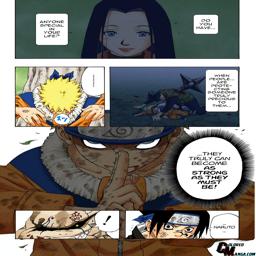 DO YOU
HAVE...
ANYONE
SPECIAL
IN YOUR
LIFE?
WHEN
PEOPLE...
ARE
PROTECTING
SOMEONE
TRULY
PRECIOUS TO
THEM...
...THEY
TRULY CAN
BECOME
AS
STRONG
AS THEY
MUST
BE!
NARUTO
COLORED
MANGA.COM